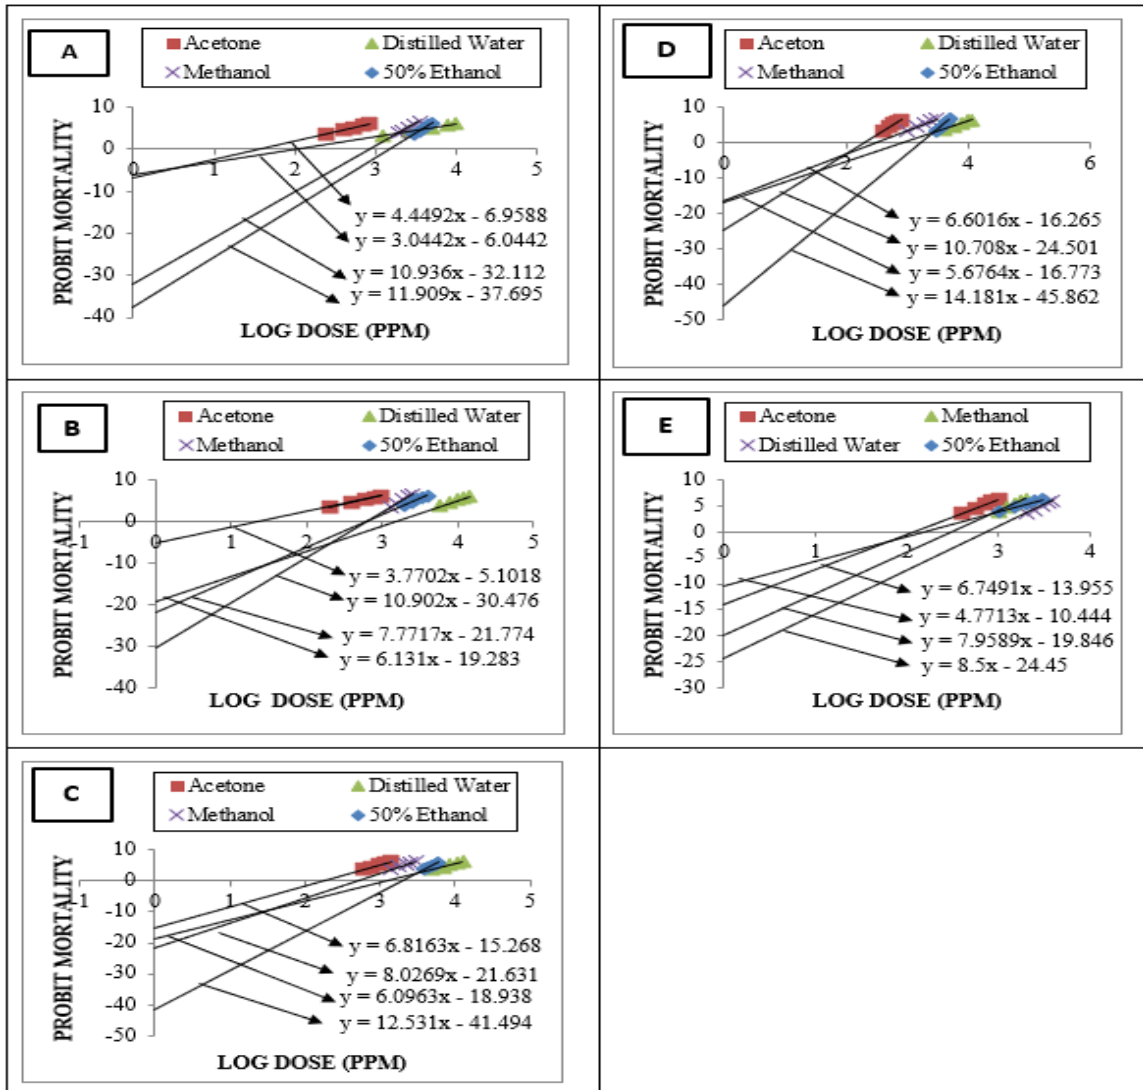 A
Acetone
Distilled Water
Methanol
50% Ethanol
PROBIT MORTALITY
10
0
-10
-20
-30
-40
0
1
2
3
4
5
y = 4.4492x - 6.9588
y = 3.0442x - 6.0442
y = 10.936x - 32.112
y = 11.909x - 37.695
LOG DOSE (PPM)
D
Aceton
Distilled Water
Methanol
50% Ethanol
PROBIT MORTALITY
10
0
-10
-20
-30
-40
-50
0
2
4
6
y = 6.6016x - 16.265
y = 10.708x - 24.501
y = 5.6764x - 16.773
y = 14.181x - 45.862
LOG DOSE (PPM)
B
Acetone
Distilled Water
Methanol
50% Ethanol
PROBIT MORTALITY
10
0
-10
-20
-30
-40
-1
0
1
2
3
4
5
y = 3.7702x - 5.1018
y = 10.902x - 30.476
y = 7.7717x - 21.774
y = 6.131x - 19.283
LOG DOSE (PPM)
E
Acetone
Methanol
Distilled Water
50% Ethanol
PROBIT MORTALITY
10
5
0
-5
-10
-15
-20
-25
-30
0
1
2
3
4
y = 6.7491x - 13.955
y = 4.7713x - 10.444
y = 7.9589x - 19.846
y = 8.5x - 24.45
LOG DOSE (PPM)
C
Acetone
Distilled Water
Methanol
50% Ethanol
PROBIT MORTALITY
10
0
-10
-20
-30
-40
-50
-1
0
1
2
3
4
5
y = 6.8163x - 15.268
y = 8.0269x - 21.631
y = 6.0963x - 18.938
y = 12.531x - 41.494
LOG DOSE (PPM)